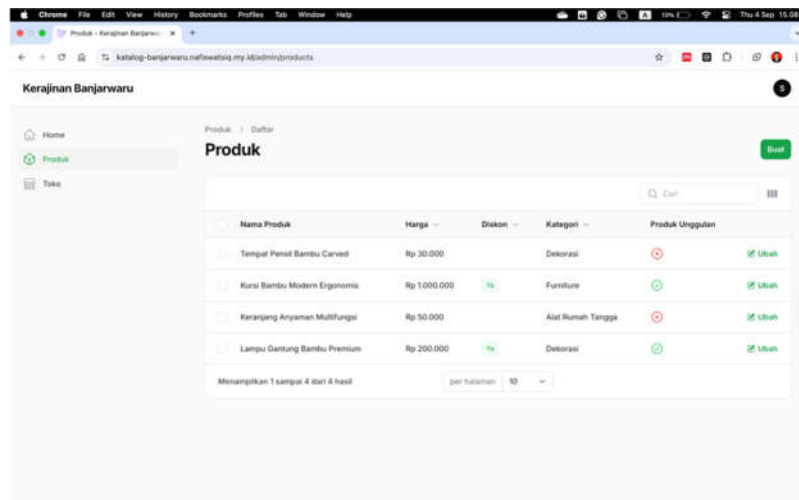 Chrome File Edit View History Bookmarks Profiles Tab Window Help 19% Thu 4 Sep 15.08
Produk - Kerajinan Banjarwaru
katalog-banjarwaru.nafiswatsiq.my.id/admin/products
Kerajinan Banjarwaru S
Home
Produk
Toko
Produk > Daftar
Produk
Buat
Cari
Nama Produk Harga Diskon Kategori Produk Unggulan
Tempat Pensil Bambu Carved Rp 30.000 Dekorasi Ubah
Kursi Bambu Modern Ergonomis Rp 1.000.000 Furniture Ubah
Keranjang Anyaman Multifungsi Rp 50.000 Alat Rumah Tangga Ubah
Lampu Gantung Bambu Premium Rp 200.000 Dekorasi Ubah
Menampilkan 1 sampai 4 dari 4 hasil per halaman 10